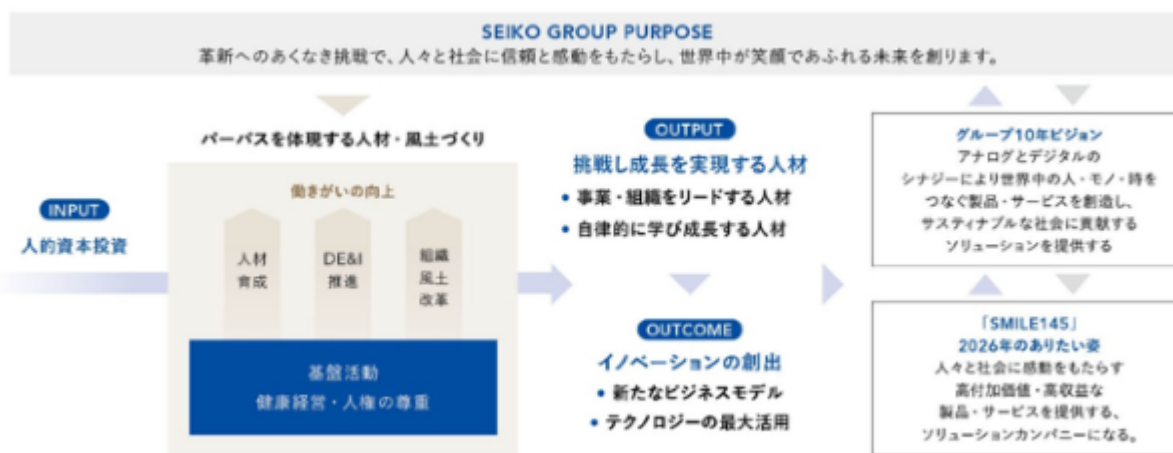 SEIKO GROUP PURPOSE
革新へのあくなき挑戦で、人々と社会に信頼と感動をもたらし、世界中が笑顔であふれる未来を創ります。
パーパスを体現する人材・風土づくり
働きがいの向上
INPUT
人的資本投資
人材
育成
DE&I
推進
組織
風土
改革
基盤活動
健康経営・人権の尊重
OUTPUT
挑戦し成長を実現する人材
• 事業・組織をリードする人材
• 自律的に学び成長する人材
OUTCOME
イノベーションの創出
• 新たなビジネスモデル
• テクノロジーの最大活用
グループ10年ビジョン
アナログとデジタルの
シナジーにより世界中の人・モノ・時を
つなぐ製品・サービスを創造し、
サスティナブルな社会に貢献する
ソリューションを提供する
「SMILE145」
2026年のありたい姿
人々と社会に感動をもたらす
高付加価値・高収益な
製品・サービスを提供する、
ソリューションカンパニーになる。